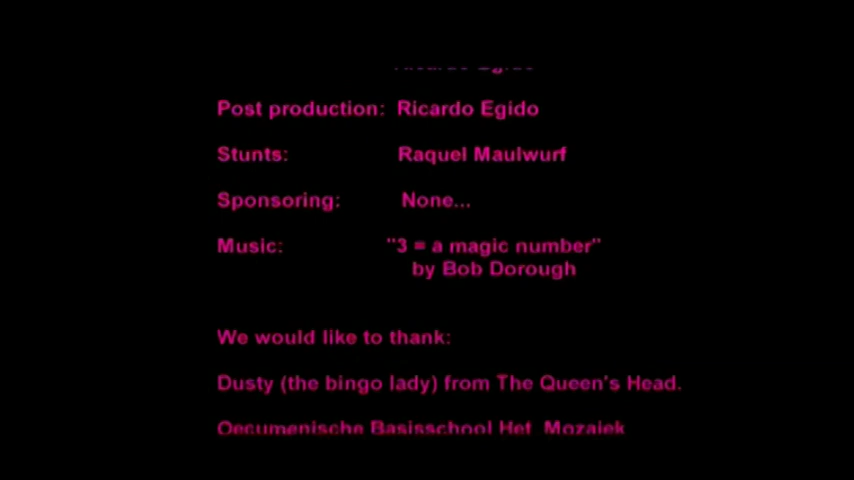 Post production: Ricardo Egido
Stunts: Raquel Maulwurf
Sponsoring: None...
Music: "3 = a magic number"
by Bob Dorough
We would like to thank:
Dusty (the bingo lady) from The Queen's Head.
Oecumenische Basisschool Het Mozaiek